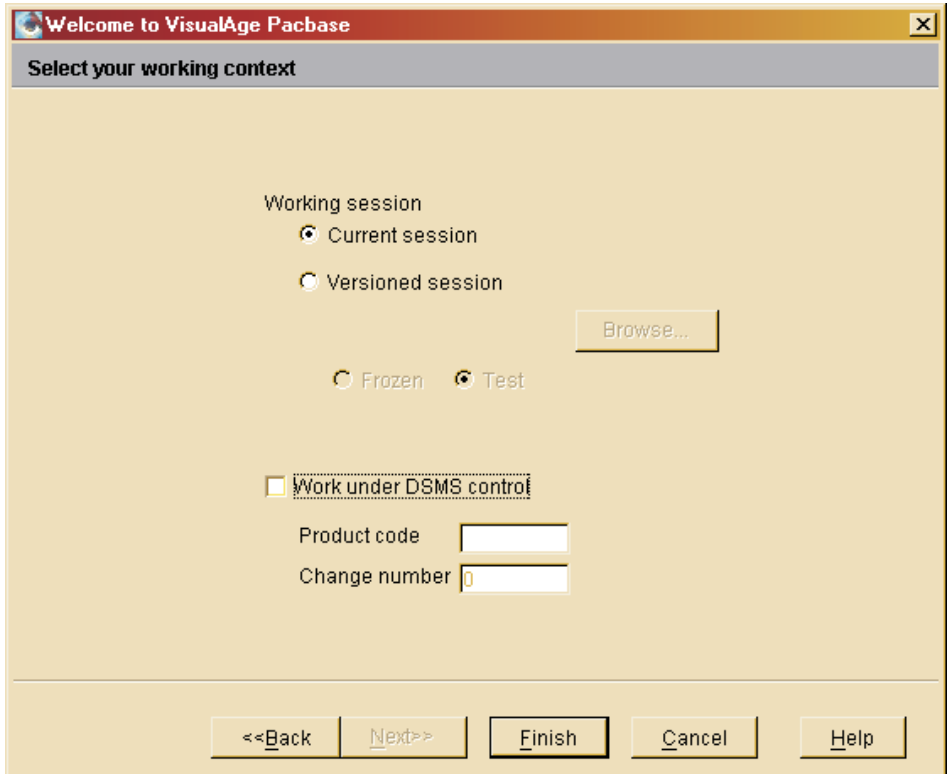 Welcome to VisualAge Pacbase
Select your working context
Working session
Current session
Versioned session
Browse...
Frozen Test
Work under DSMS control
Product code
Change number 0
<<Back Next>> Finish Cancel Help